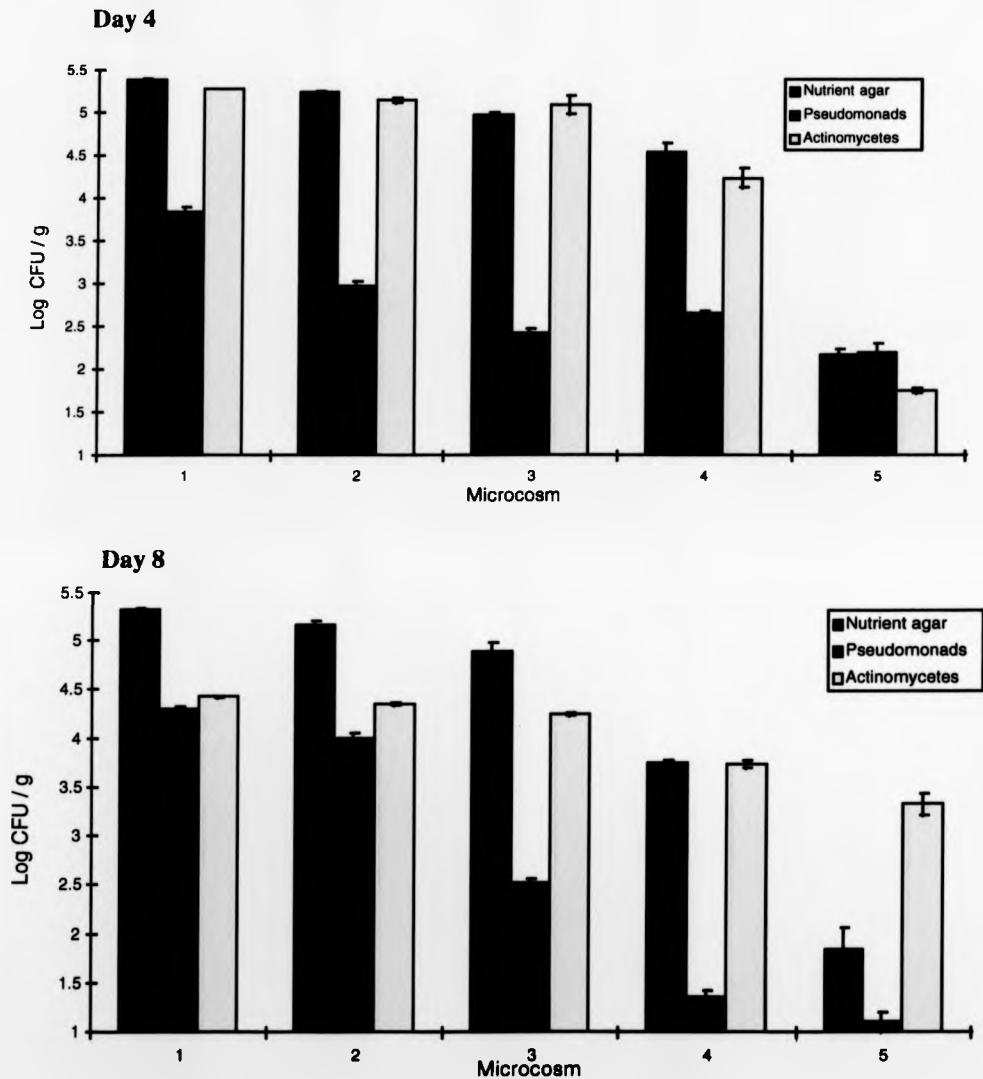 Day 4
5.5
5
4.5
4
3.5
3
2.5
2
1.5
1
Log CFU / g
Nutrient agar
Pseudomonads
Actinomycetes
1 2 3 4 5
Microcosm
Day 8
5.5
5
4.5
4
3.5
3
2.5
2
1.5
1
Log CFU / g
Nutrient agar
Pseudomonads
Actinomycetes
1 2 3 4 5
Microcosm